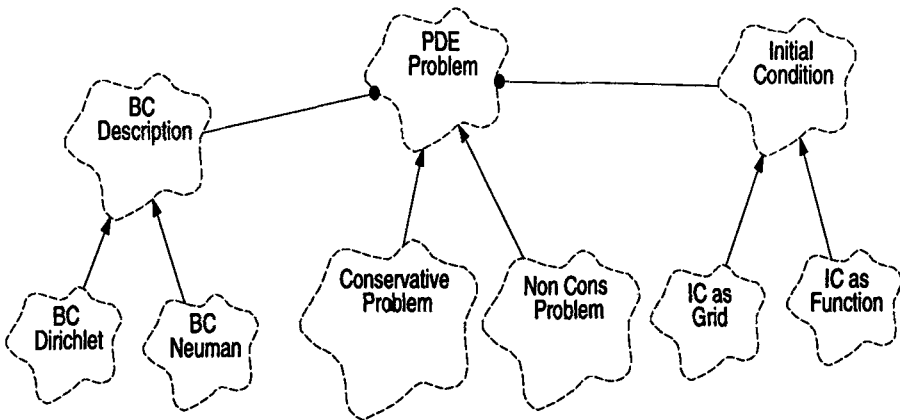 PDE
Problem
Initial
Condition
BC
Description
Conservative
Problem
Non Cons
Problem
IC as
Grid
IC as
Function
BC
Dirichlet
BC
Neuman